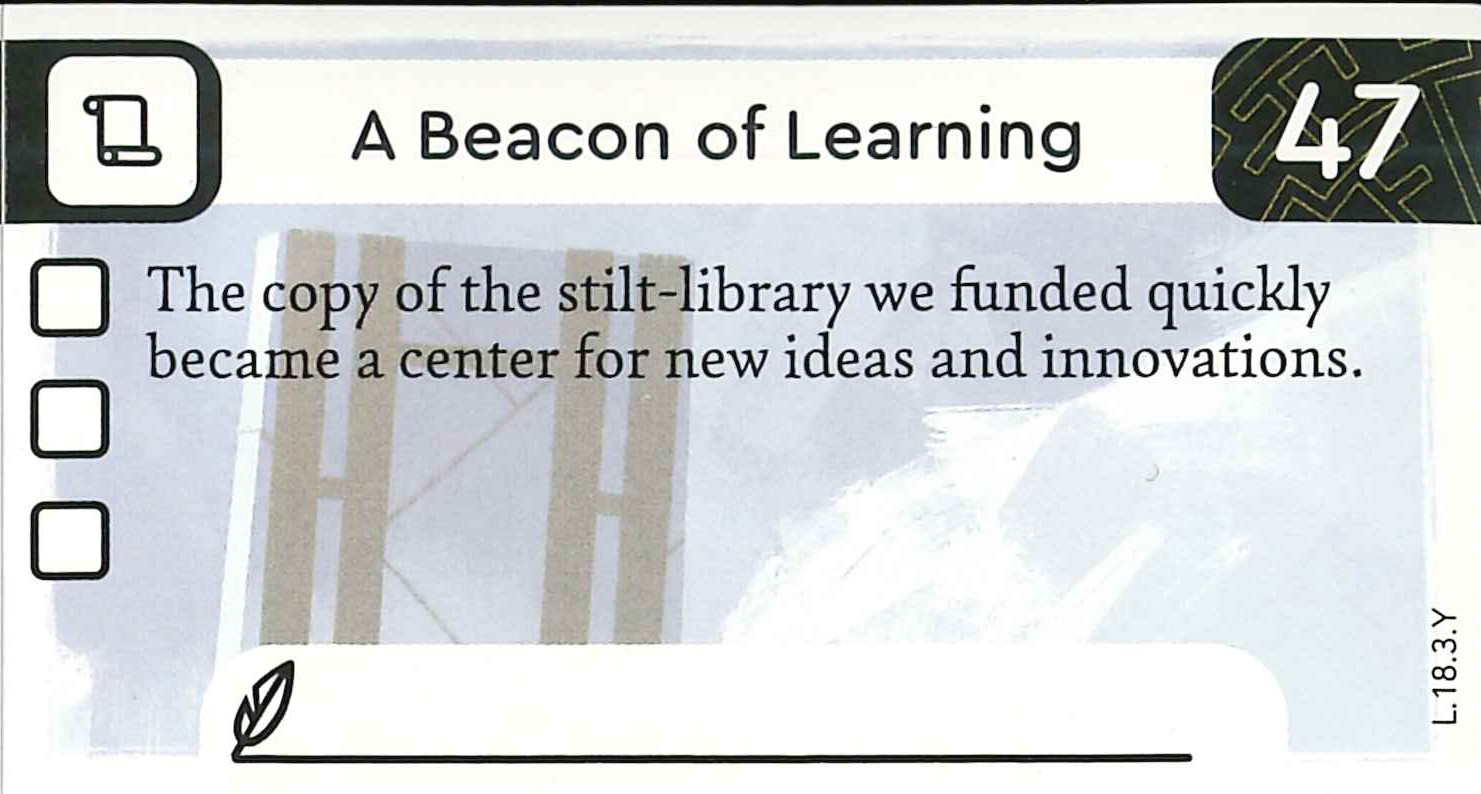 A Beacon of Learning
47
The copy of the stilt-library we funded quickly
became a center for new ideas and innovations.
L.18.3.Y